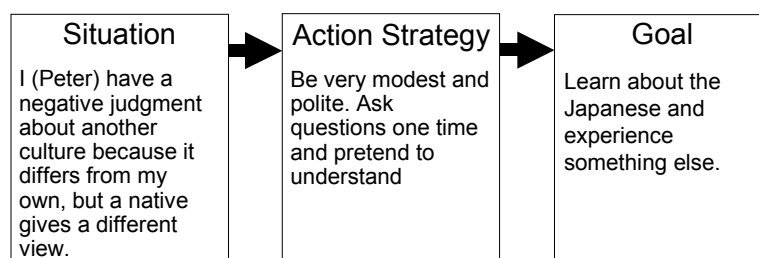 Situation
I (Peter) have a
negative judgment
about another
culture because it
differs from my
own, but a native
gives a different
view.
Action Strategy
Be very modest and
polite. Ask
questions one time
and pretend to
understand
Goal
Learn about the
Japanese and
experience
something else.